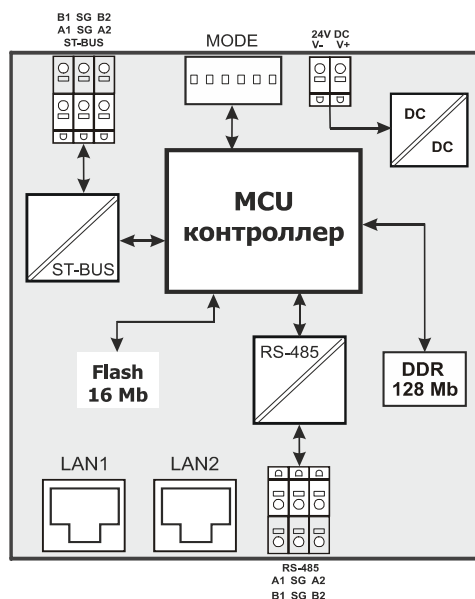 B1 SG B2
A1 SG A2
ST-BUS
MODE
24V DC
V- V+
DC
DC
MCU
контроллер
ST-BUS
Flash
16 Mb
RS-485
DDR
128 Mb
LAN1
LAN2
RS-485
A1 SG A2
B1 SG B2